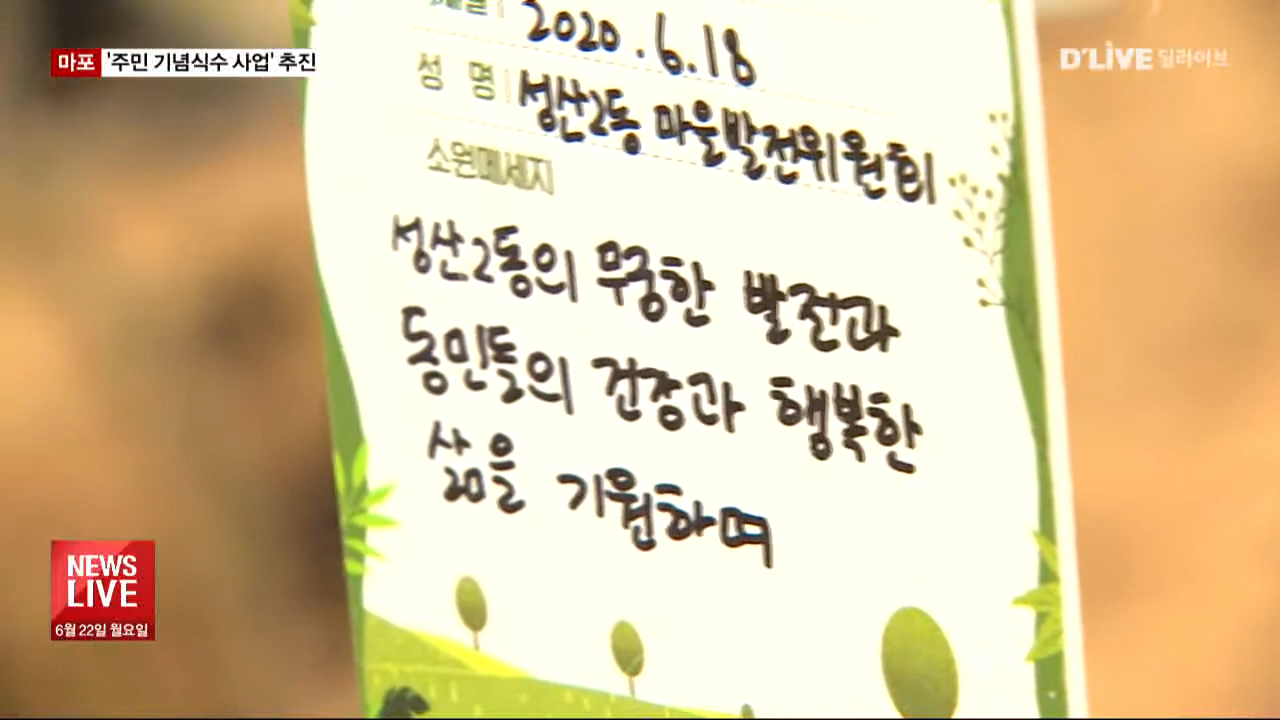 마포 '주민 기념식수 사업' 추진
D'LIVE 딜라이브
2020.6.18
성 명 성산2동 마을발전위원회
소원메세지
성산2동의 무궁한 발전과
동민들의 건강과 행복한
삶을 기원하며
NEWS
LIVE
6월 22일 월요일